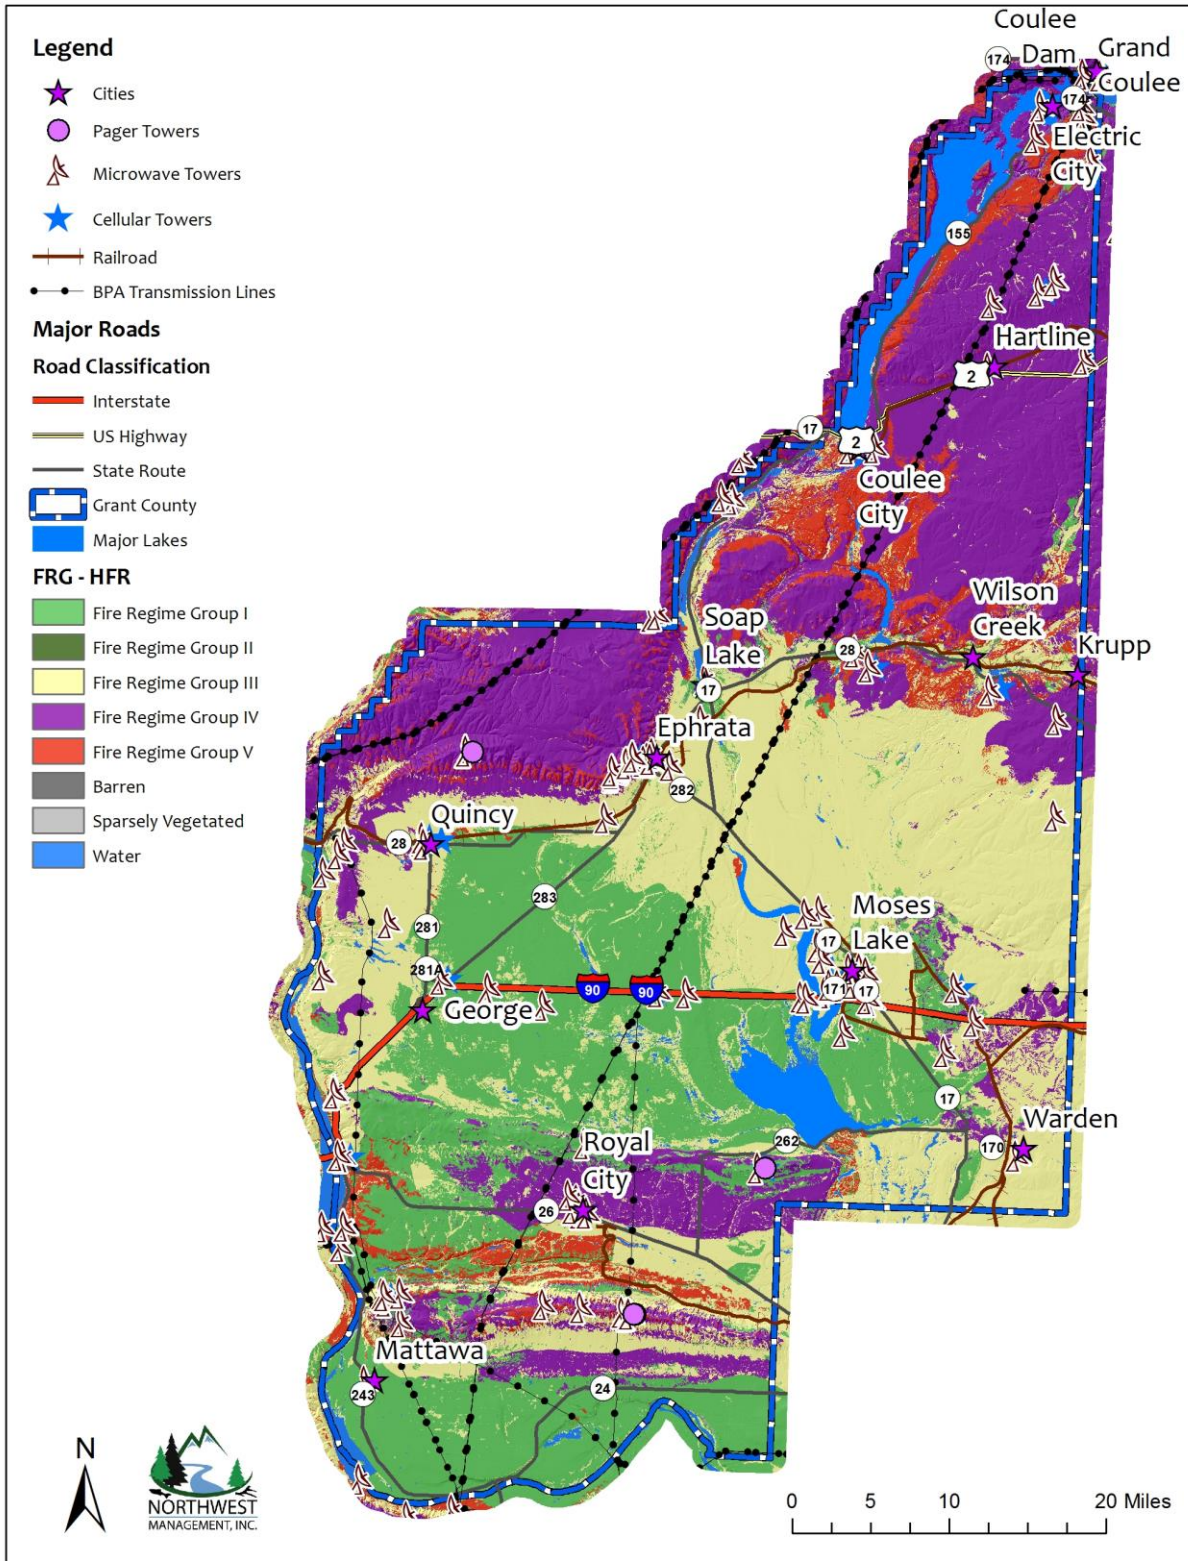 Legend
Cities
Pager Towers
Microwave Towers
Cellular Towers
Railroad
BPA Transmission Lines
Major Roads
Road Classification
Interstate
US Highway
State Route
Grant County
Major Lakes
FRG - HFR
Fire Regime Group I
Fire Regime Group II
Fire Regime Group III
Fire Regime Group IV
Fire Regime Group V
Barren
Sparsely Vegetated
Water
Coulee
Dam
174
Grand
Coulee
174
Electric
City
155
Hartline
2
17
2
Coulee
City
Wilson
Creek
Krupp
Soap
Lake
28
17
Ephrata
282
Quincy
28
283
281
Moses
Lake
17
281A
90
90
171
17
George
17
Warden
170
262
Royal
City
26
Mattawa
243
24
N
NORTHWEST
MANAGEMENT, INC.
0 5 10 20 Miles